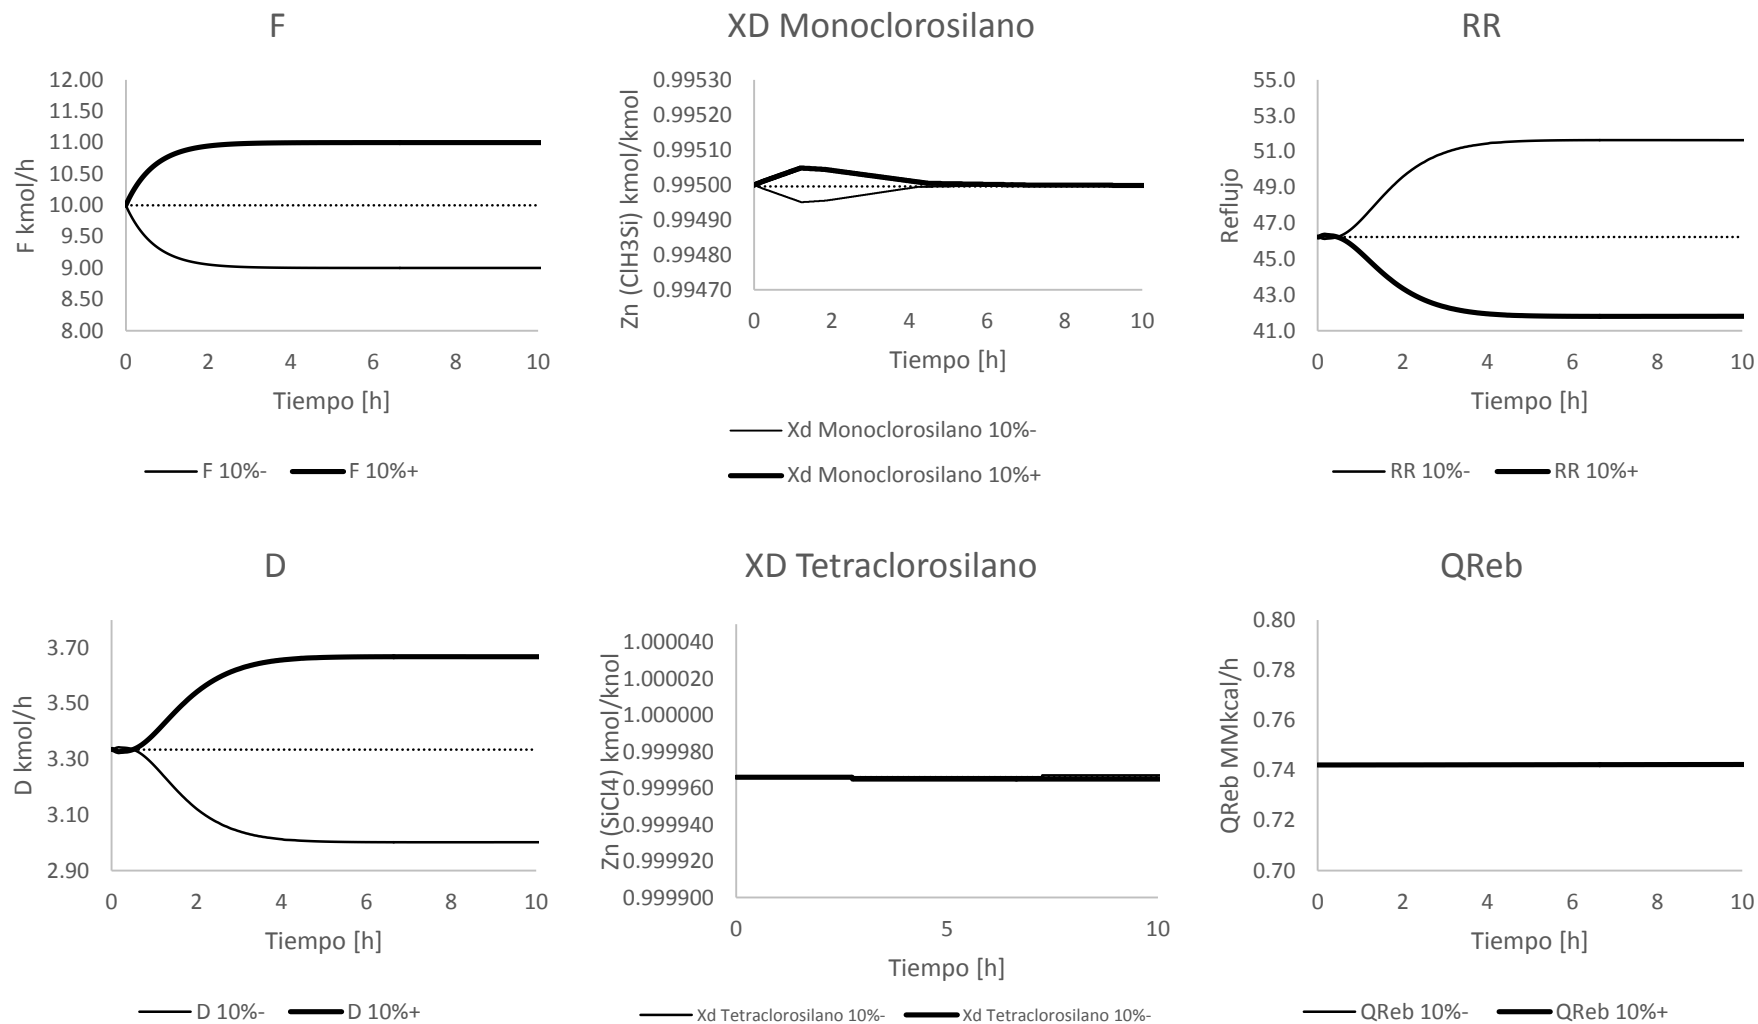 F
F kmol/h
12.00
11.50
11.00
10.50
10.00
9.50
9.00
8.50
8.00
0 2 4 6 8 10
Tiempo [h]
F 10%- F 10%+
XD Monoclorosilano
Zn (ClH3Si) kmol/kmol
0.99530
0.99520
0.99510
0.99500
0.99490
0.99480
0.99470
0 2 4 6 8 10
Tiempo [h]
Xd Monoclorosilano 10%-
Xd Monoclorosilano 10%+
RR
Reflujo
55.0
53.0
51.0
49.0
47.0
45.0
43.0
41.0
0 2 4 6 8 10
Tiempo [h]
RR 10%- RR 10%+
D
D kmol/h
3.70
3.50
3.30
3.10
2.90
0 2 4 6 8 10
Tiempo [h]
D 10%- D 10%+
XD Tetraclorosilano
Zn (SiCl4) kmol/knol
1.000040
1.000020
1.000000
0.999980
0.999960
0.999940
0.999920
0.999900
0 5 10
Tiempo [h]
Xd Tetraclorosilano 10%- Xd Tetraclorosilano 10%-
QReb
QReb MMkcal/h
0.80
0.78
0.76
0.74
0.72
0.70
0 2 4 6 8 10
Tiempo [h]
QReb 10%- QReb 10%+